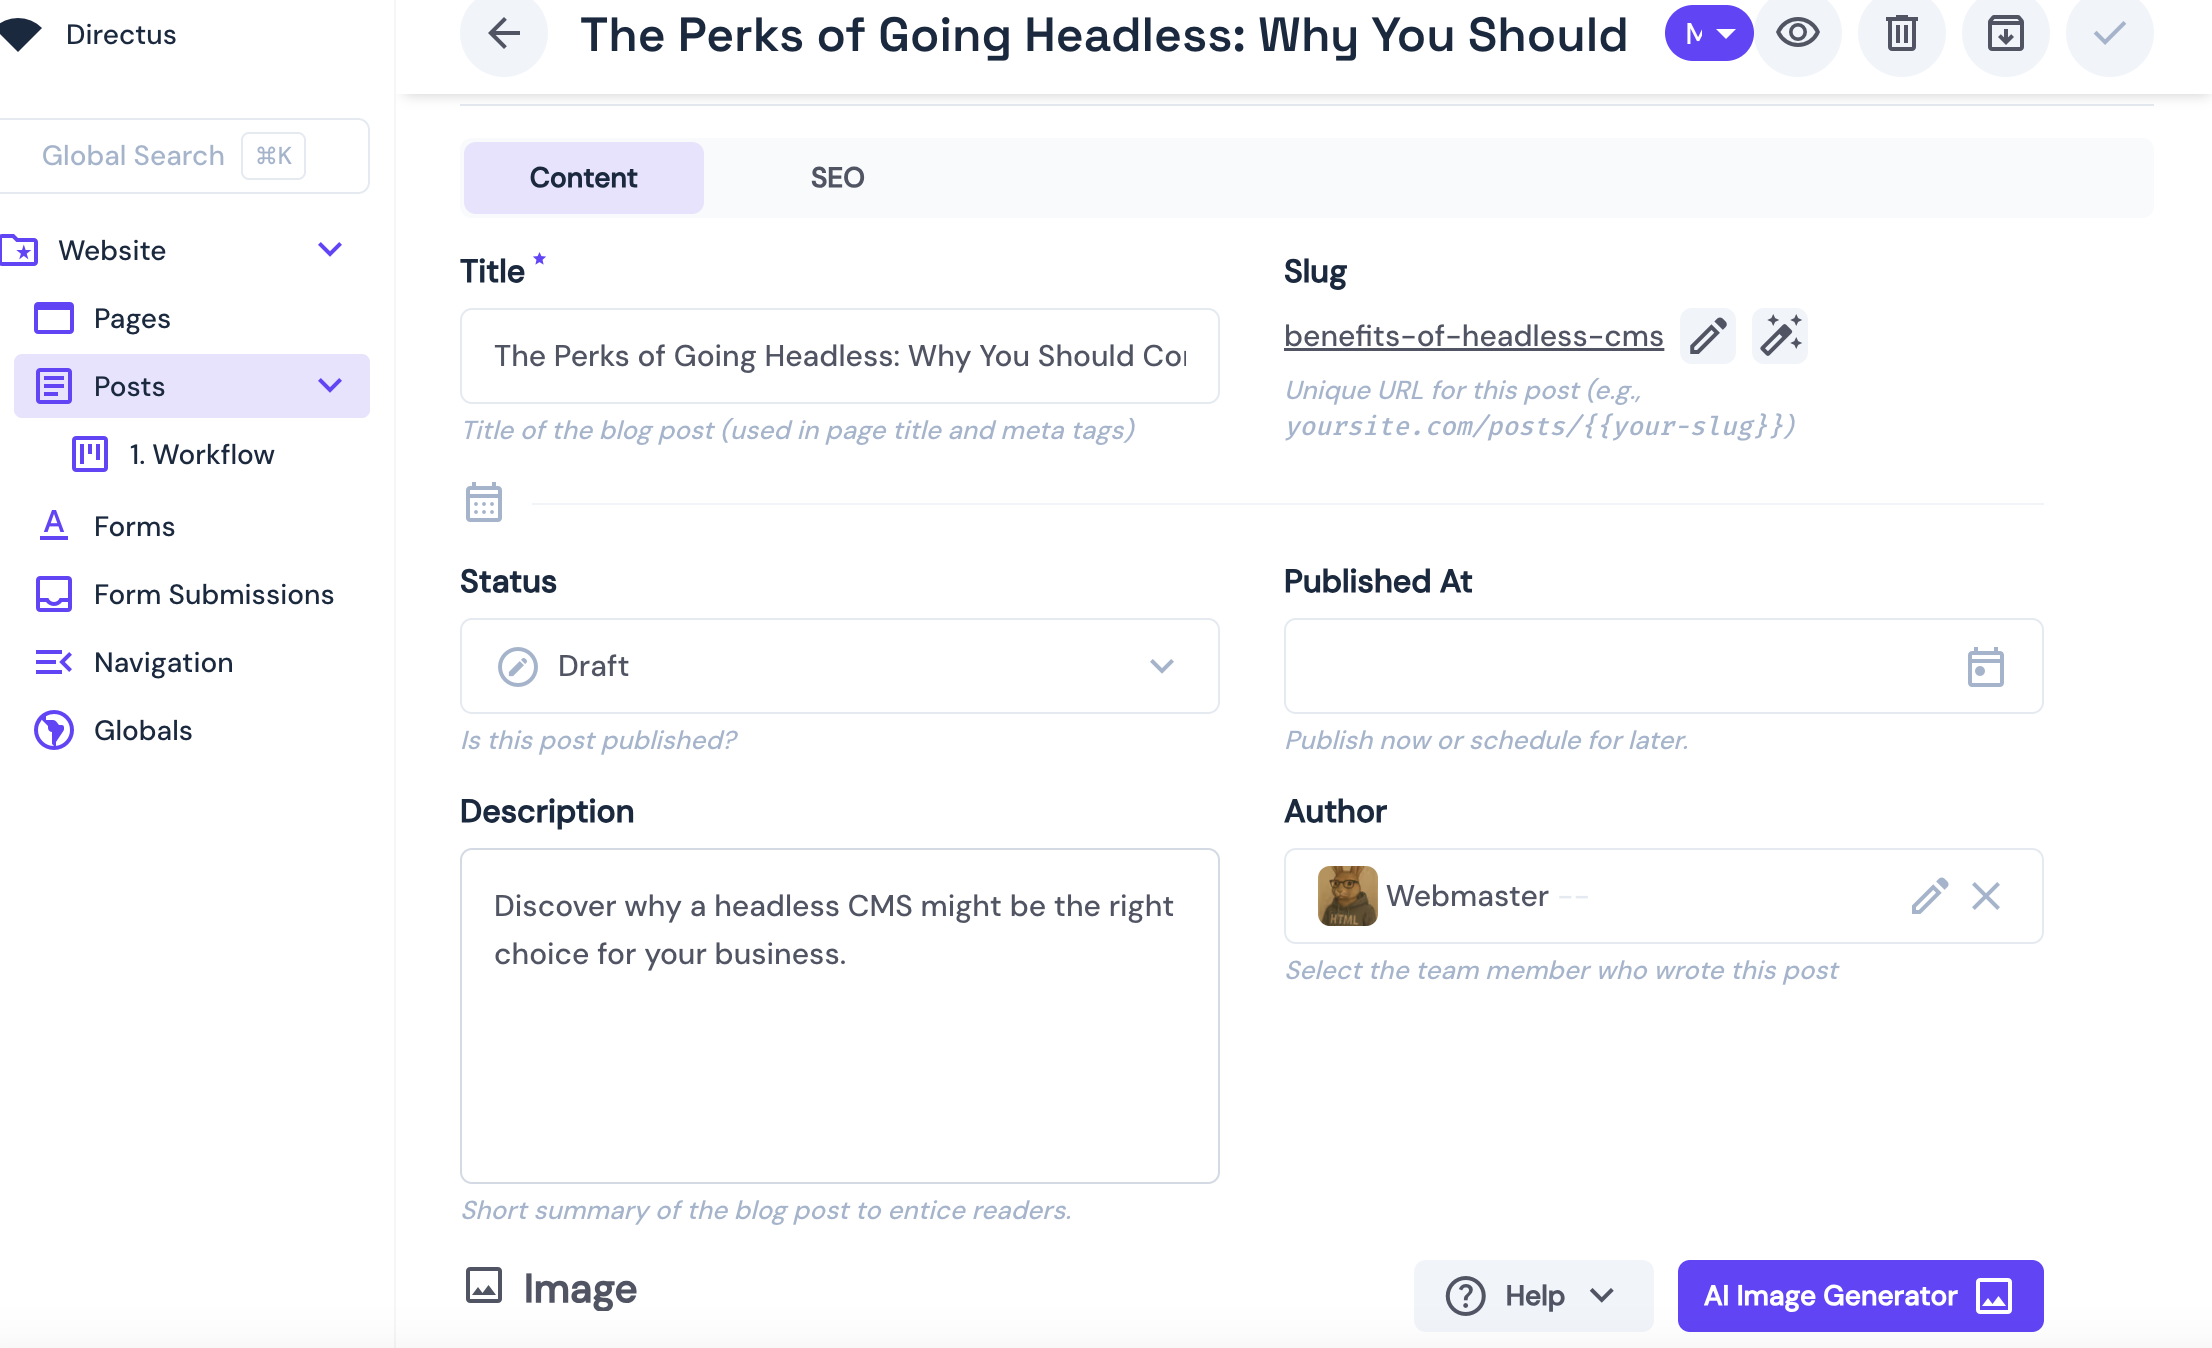 Directus
The Perks of Going Headless: Why You Should
Global Search ⌘K
Content
SEO
Website
Pages
Posts
1. Workflow
Forms
Form Submissions
Navigation
Globals
Title *
The Perks of Going Headless: Why You Should
Title of the blog post (used in page title and meta tags)
Slug
benefits-of-headless-cms
Unique URL for this post (e.g.,
yoursite.com/posts/{{your-slug}})
Status
Draft
Is this post published?
Published At
Publish now or schedule for later.
Description
Discover why a headless CMS might be the right
choice for your business.
Short summary of the blog post to entice readers.
Author
HTML
Webmaster --
Select the team member who wrote this post
Image
Help
AI Image Generator